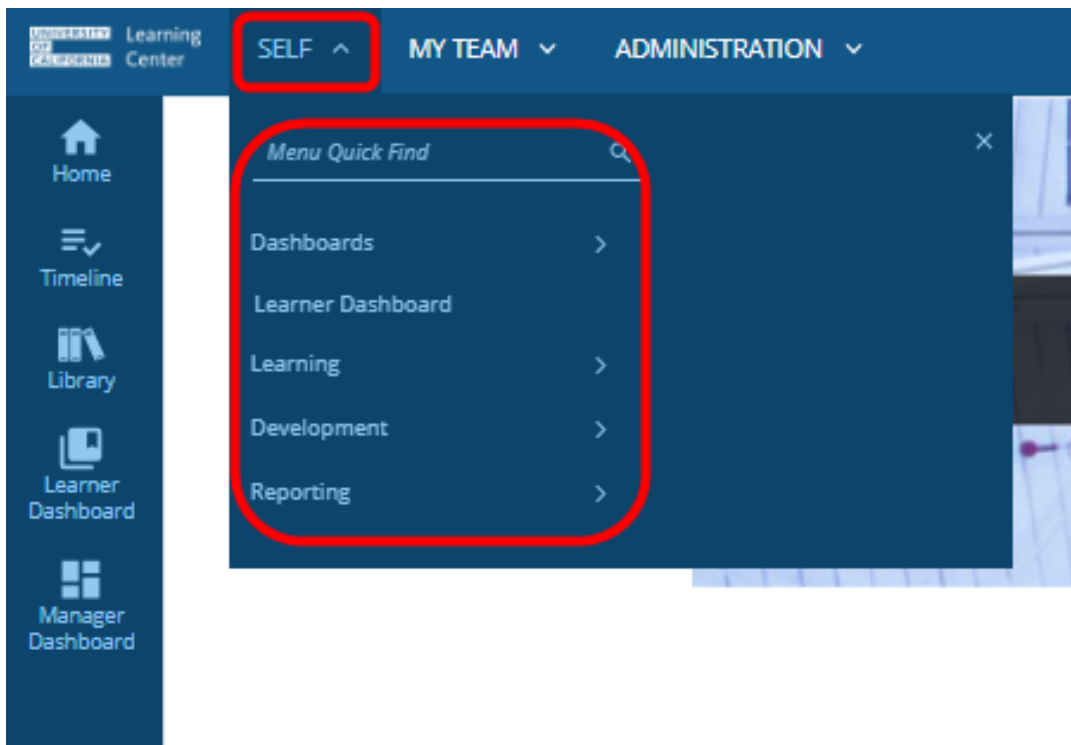 UNIVERSITY
OF
CALIFORNIA
Learning
Center
SELF
MY TEAM
ADMINISTRATION
Home
Timeline
Library
Learner
Dashboard
Manager
Dashboard
Menu Quick Find
Dashboards
Learner Dashboard
Learning
Development
Reporting